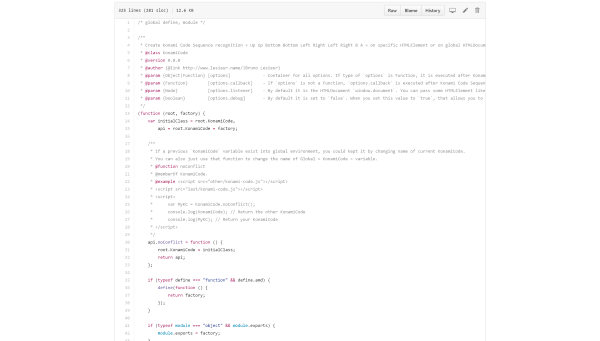 325 lines (281 sloc) 12.6 KB Raw Blame History
1 /* global define, module */
2
3 /**
4 * Create Konami Code Sequence recognition « Up Up Bottom Bottom Left Right Left Right B A » on specific HTMLElement or on global HTMLDocum
5 * @class KonamiCode
6 * @version
7 * @author {@link http://www.lesieur.name/|Bruno Lesieur}
8 * @param {Object|Function} [options] - Container for all options. If type of `options` is Function, it is executed after Konam
9 * @param {Function} [options.callback] - If `options` is not a Function, `options.callback` is executed after Konami Code Sequen
10 * @param {Node} [options.listener] - By default it is the HTMLDocument `window.document`. You can pass some HTMLElement like
11 * @param {Boolean} [options.debug] - By default it is set to `false`. When you set this value to `true`, that allows you to
12 */
13 (function (root, factory) {
14 var initialClass = root.KonamiCode,
15 api = root.KonamiCode = factory;
16
17 /**
18 * If a previous `KonamiCode` variable exist into global environment, you could kept it by changing name of current KonamiCode.
19 * You can also just use that function to change the name of Global « KonamiCode » variable.
20 * @function noConflict
21 * @memberOf KonamiCode.
22 * @example <script src="other/konami-code.js"></script>
23 * <script src="last/konami-code.js"></script>
24 * <script>
25 * var MyKC = KonamiCode.noConflict();
26 * console.log(KonamiCode); // Return the other KonamiCode
27 * console.log(MyKC); // Return your KonamiCode
28 * </script>
29 */
30 api.noConflict = function () {
31 root.KonamiCode = initialClass;
32 return api;
33 };
34
35 if (typeof define === "function" && define.amd) {
36 define(function () {
37 return factory;
38 });
39 }
40
41 if (typeof module === "object" && module.exports) {
42 module.exports = factory;